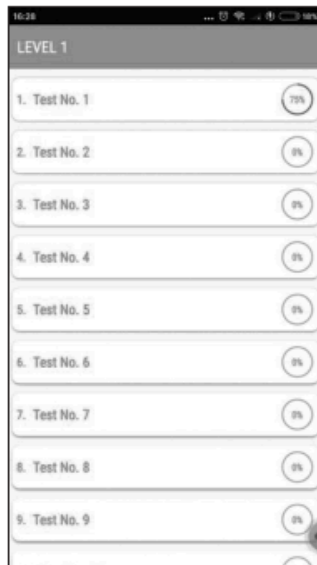 16:28 ... 18%
LEVEL 1
1. Test No. 1 75%
2. Test No. 2 0%
3. Test No. 3 0%
4. Test No. 4 0%
5. Test No. 5 0%
6. Test No. 6 0%
7. Test No. 7 0%
8. Test No. 8 0%
9. Test No. 9 0%